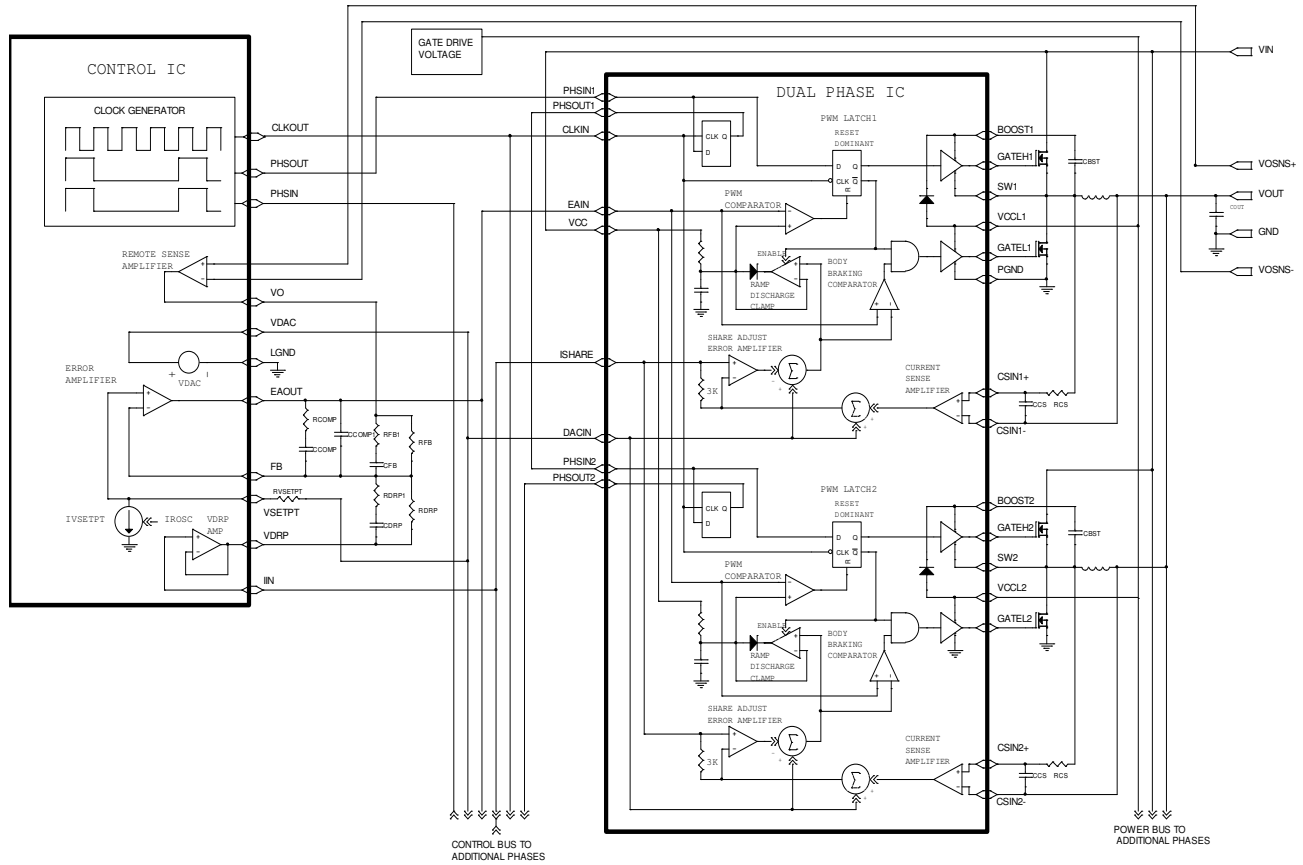 GATE DRIVE
VOLTAGE
VIN
CONTROL IC
CLOCK GENERATOR
CLKOUT
PHSOUT
PHSIN
REMOTE SENSE
AMPLIFIER
VO
VDAC
LGND
+ VDAC -
ERROR
AMPLIFIER
+
-
EAOUT
RCOMP
CCOMP
CCOMP1
RFB1
CFB
RFB
FB
RVSETPT
VSETPT
RDRP1
CDRP
RDRP
IVSETPT
IROSC
VDRP
AMP
VDRP
IIN
PHSIN1
PHSOUT1
CLKIN
EAIN
VCC
ISHARE
DACIN
PHSIN2
PHSOUT2
DUAL PHASE IC
PWM LATCH1
RESET
DOMINANT
CLK Q
D
D Q
CLK Q
R
PWM
COMPARATOR
ENABLE
RAMP
DISCHARGE
CLAMP
BODY
BRAKING
COMPARATOR
SHARE ADJUST
ERROR AMPLIFIER
3K
Σ
Σ
CURRENT
SENSE
AMPLIFIER
BOOST1
GATEH1
CBST
SW1
VCCL1
GATEL1
PGND
CSIN1+
CCS
RCS
CSIN1-
VOSNS+
VOUT
COUT
GND
VOSNS-
PWM LATCH2
RESET
DOMINANT
CLK Q
D
D Q
CLK Q
R
PWM
COMPARATOR
ENABLE
RAMP
DISCHARGE
CLAMP
BODY
BRAKING
COMPARATOR
SHARE ADJUST
ERROR AMPLIFIER
3K
Σ
Σ
CURRENT
SENSE
AMPLIFIER
BOOST2
GATEH2
CBST
SW2
VCCL2
GATEL2
CSIN2+
CCS
RCS
CSIN2-
CONTROL BUS TO
ADDITIONAL PHASES
POWER BUS TO
ADDITIONAL PHASES